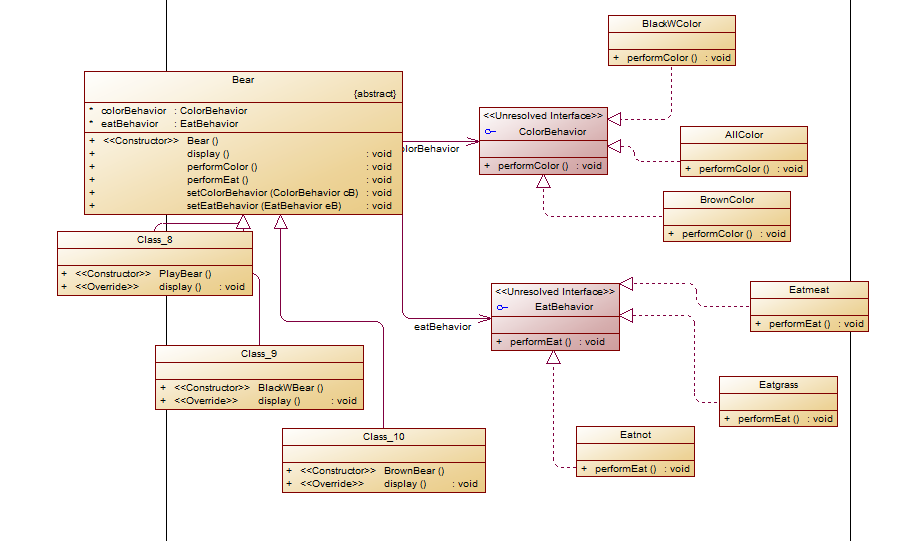 BlackWColor
+ performColor () : void
Bear
{abstract}
* colorBehavior : ColorBehavior
* eatBehavior : EatBehavior
+ <<Constructor>> Bear ()
+ display () : void
+ performColor () : void
+ performEat () : void
+ setColorBehavior (ColorBehavior cB) : void
+ setEatBehavior (EatBehavior eB) : void
<<Unresolved Interface>>
ColorBehavior
+ performColor () : void
olorBehavior
AllColor
+ performColor () : void
BrownColor
+ performColor () : void
Class_8
+ <<Constructor>> PlayBear ()
+ <<Override>> display () : void
<<Unresolved Interface>>
EatBehavior
+ performEat () : void
eatBehavior
Eatmeat
+ performEat () : void
Class_9
+ <<Constructor>> BlackWBear ()
+ <<Override>> display () : void
Eatgrass
+ performEat () : void
Class_10
+ <<Constructor>> BrownBear ()
+ <<Override>> display () : void
Eatnot
+ performEat () : void